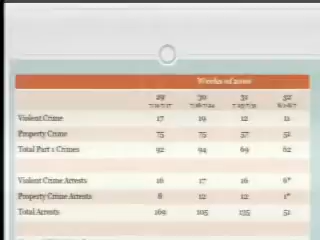 Weeks of 2010
29 30 31 32
Violent Crime 17 19 12 11
Property Crime 75 75 57 51
Total Part 1 Crimes 92 94 69 62
Violent Crime Arrests 16 17 16 6*
Property Crime Arrests 8 12 12 1*
Total Arrests 169 105 135 51